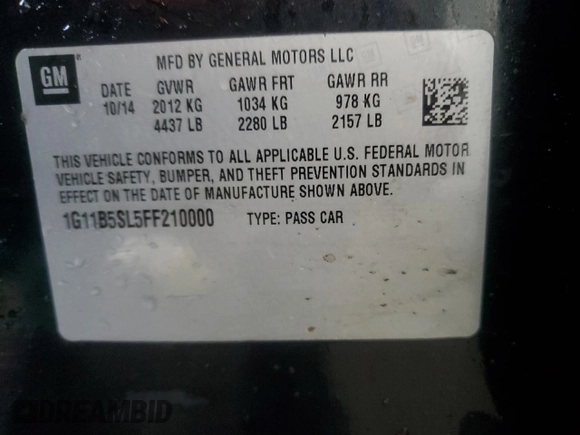 GM
MFD BY GENERAL MOTORS LLC
DATE GVWR GAWR FRT GAWR RR
10/14 2012 KG 1034 KG 978 KG
4437 LB 2280 LB 2157 LB
THIS VEHICLE CONFORMS TO ALL APPLICABLE U.S. FEDERAL MOTOR
VEHICLE SAFETY, BUMPER, AND THEFT PREVENTION STANDARDS IN
EFFECT ON THE DATE OF MANUFACTURE SHOWN ABOVE.
1G11B5SL5FF210000 TYPE: PASS CAR
DREAMBID